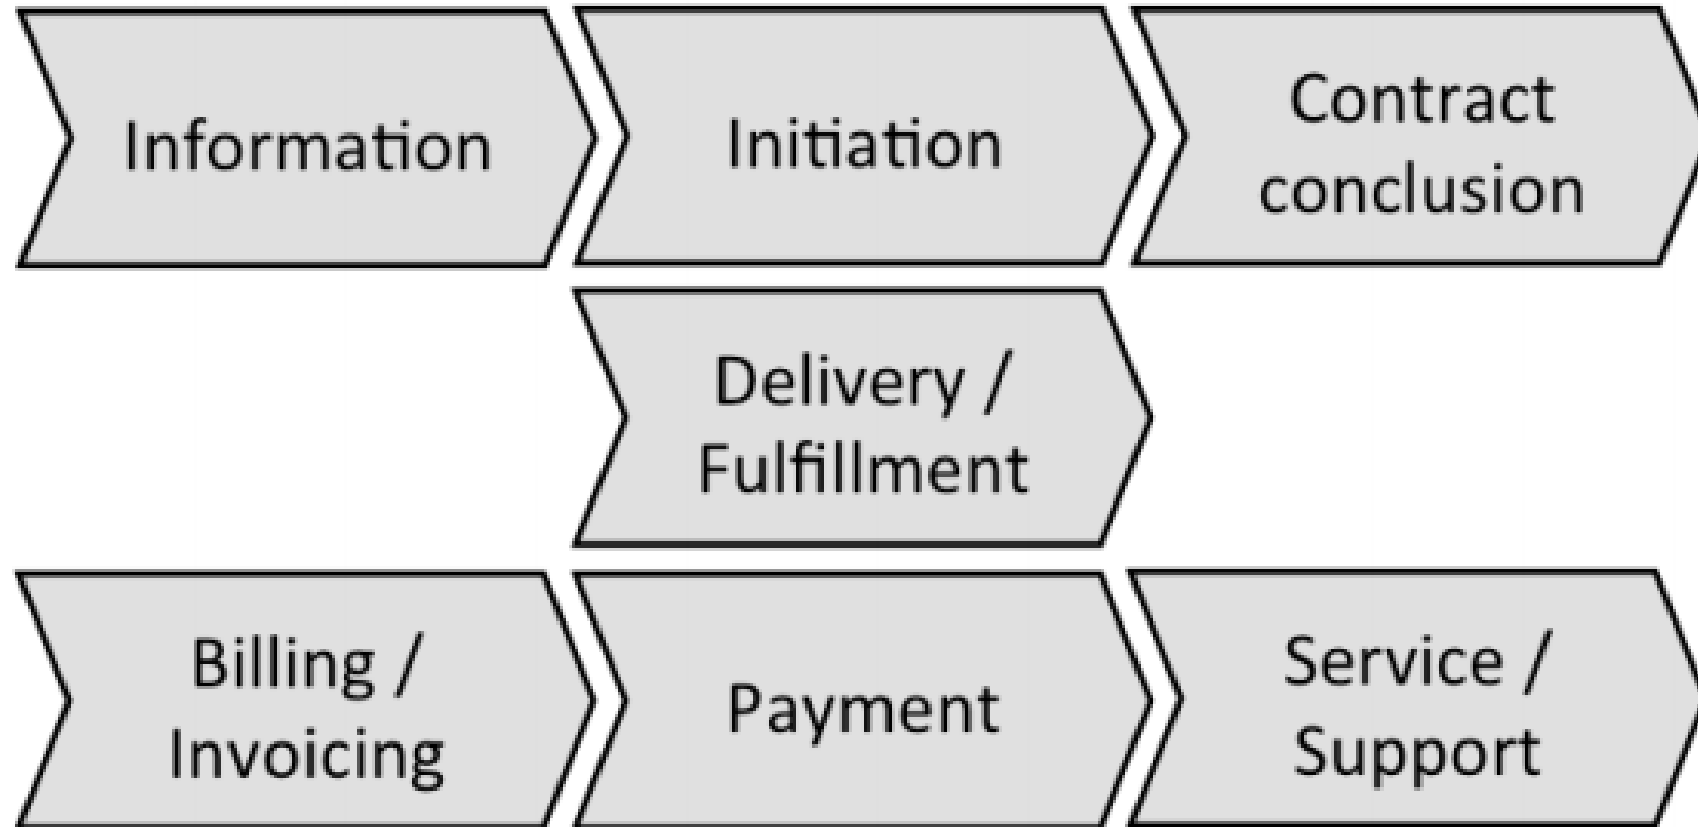 Information
Initiation
Contract
conclusion
Delivery /
Fulfillment
Billing /
Invoicing
Payment
Service /
Support